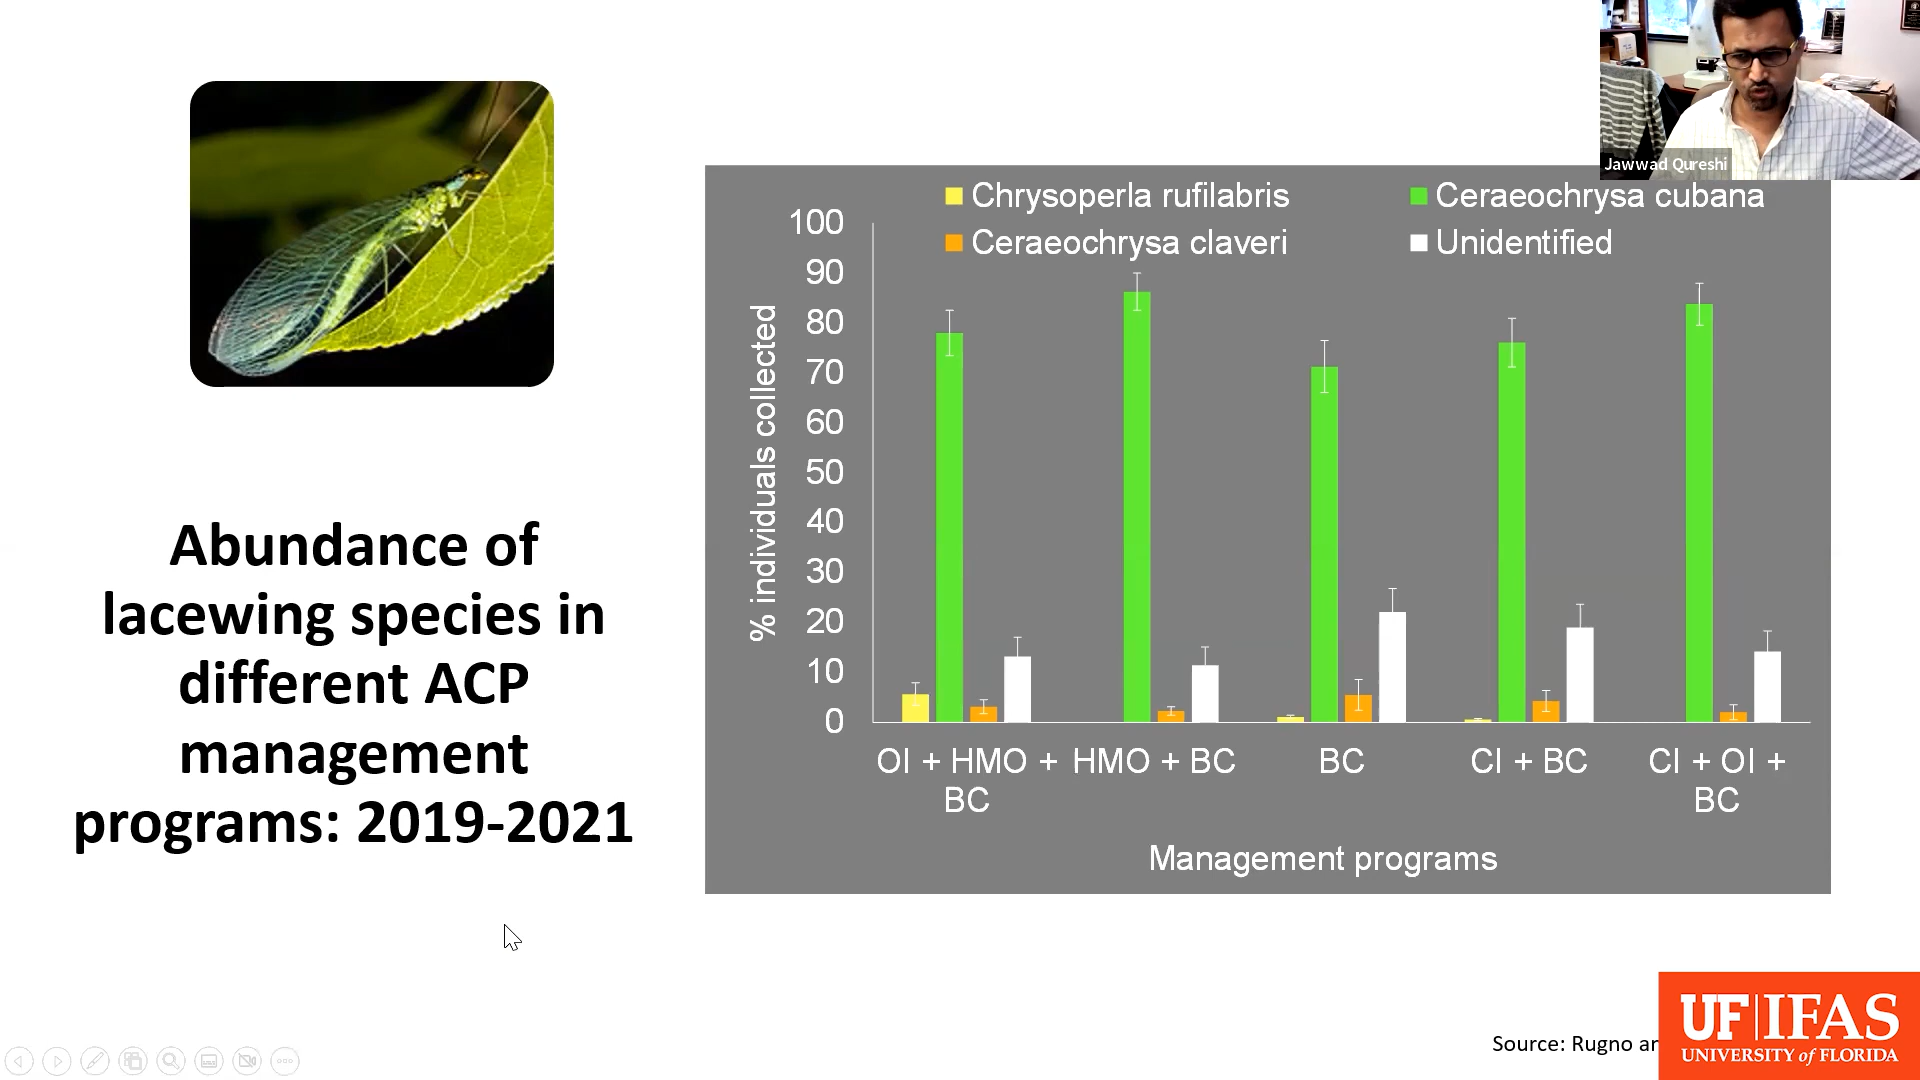 Jawwad Qureshi
Chrysoperla rufilabris
Ceraeochrysa cubana
Ceraeochrysa claveri
Unidentified
% individuals collected
100
90
80
70
60
50
40
30
20
10
0
OI + HMO +
BC
HMO + BC
BC
CI + BC
CI + OI +
BC
Management programs
Abundance of
lacewing species in
different ACP
management
programs: 2019-2021
Source: Rugno
UF|IFAS
UNIVERSITY of FLORIDA